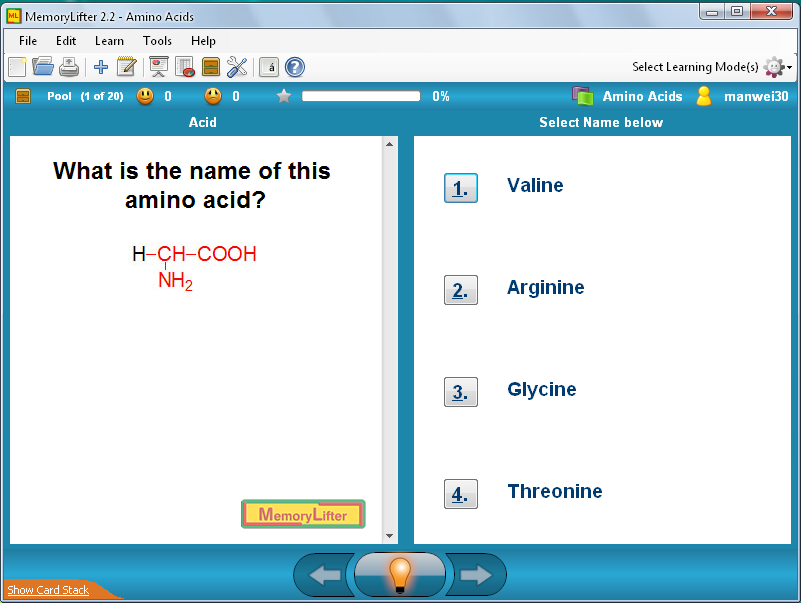 ML MemoryLifter 2.2 - Amino Acids
File Edit Learn Tools Help
á ? Select Learning Mode(s)
Pool (1 of 20) 0 0 0% Amino Acids manwei30
Acid Select Name below
What is the name of this
amino acid?
H–CH–COOH
NH2
1. Valine
2. Arginine
3. Glycine
4. Threonine
MemoryLifter
Show Card Stack